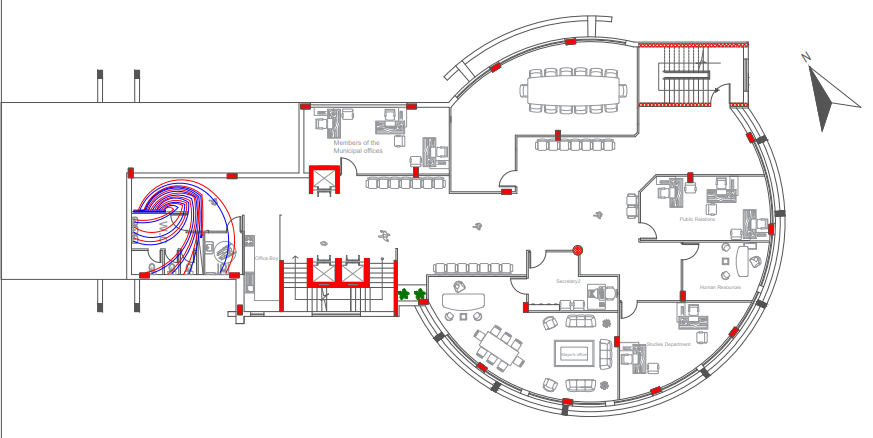 N
Members of the
Municipal offices
Public Relations
Office Boy
Secretary2
Human Resources
Studies Department
Mayor's office